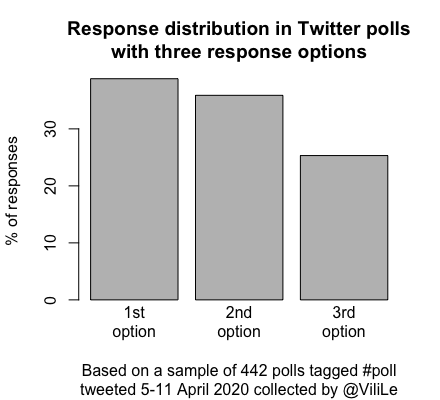 Response distribution in Twitter polls
with three response options
% of responses
30
20
10
0
1st
option
2nd
option
3rd
option
Based on a sample of 442 polls tagged #poll
tweeted 5-11 April 2020 collected by @ViliLe